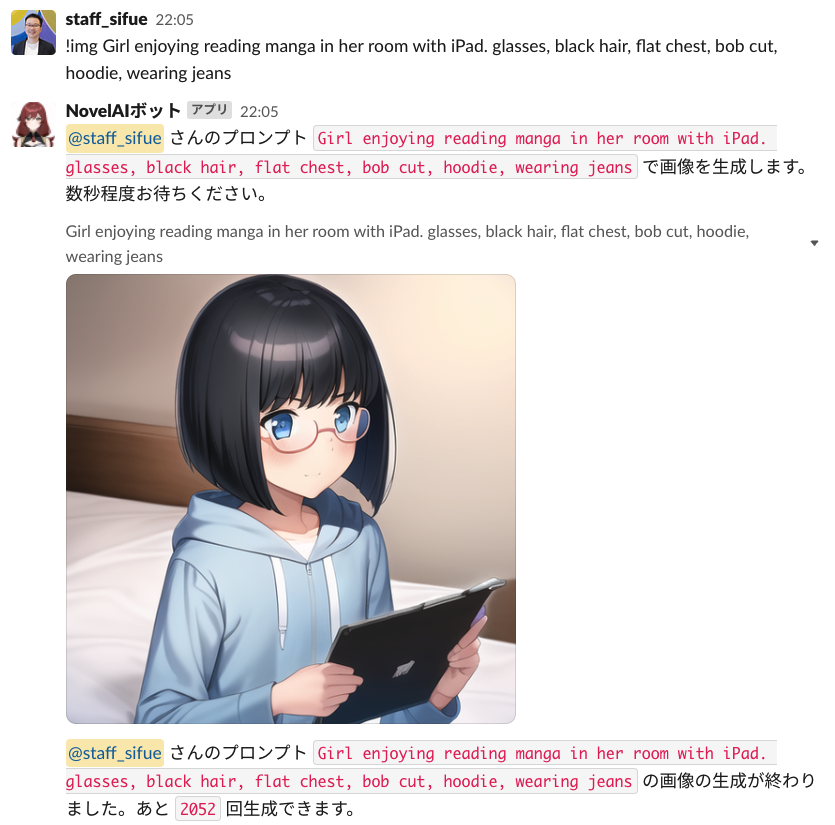 staff_sifue 22:05
!img Girl enjoying reading manga in her room with iPad. glasses, black hair, flat chest, bob cut,
hoodie, wearing jeans
NovelAIボット アプリ 22:05
@staff_sifue さんのプロンプト Girl enjoying reading manga in her room with iPad.
glasses, black hair, flat chest, bob cut, hoodie, wearing jeans で画像を生成します。
数秒程度お待ちください。
Girl enjoying reading manga in her room with iPad. glasses, black hair, flat chest, bob cut, hoodie,
wearing jeans
@staff_sifue さんのプロンプト Girl enjoying reading manga in her room with iPad.
glasses, black hair, flat chest, bob cut, hoodie, wearing jeans の画像の生成が終わり
ました。あと 2052 回生成できます。